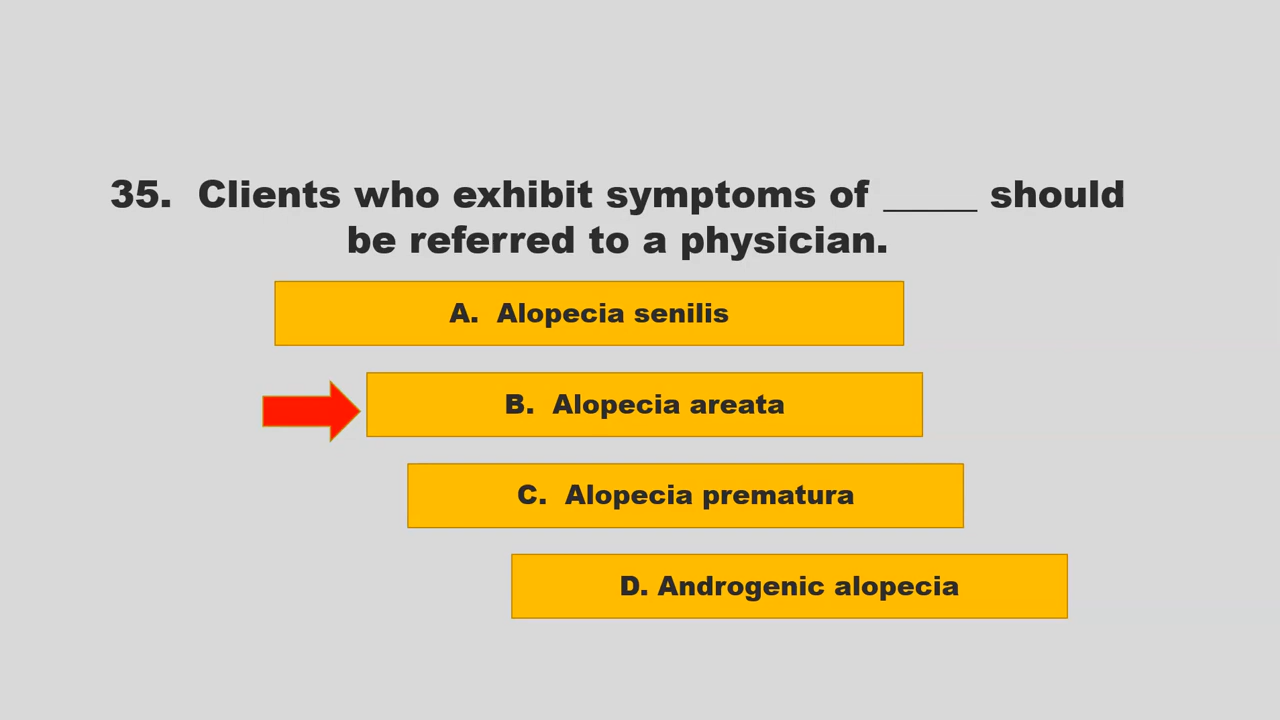 35.  Clients who exhibit symptoms of _____ should
be referred to a physician.
A.  Alopecia senilis
B.  Alopecia areata
C.  Alopecia prematura
D. Androgenic alopecia